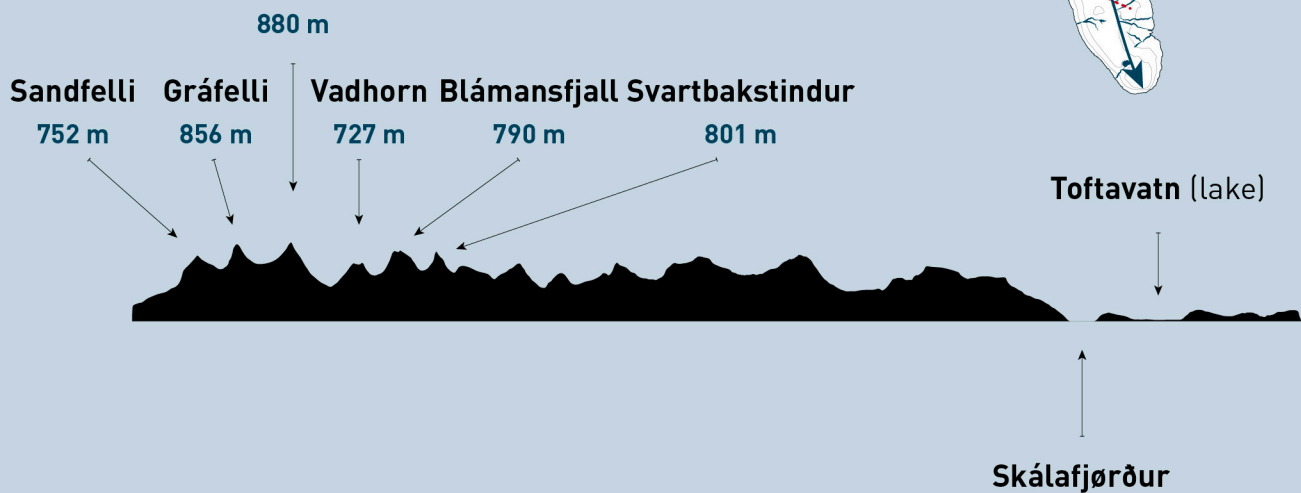 880 m
Sandfelli
752 m
Gráfelli
856 m
Vadhorn
727 m
Blámansfjall
790 m
Svartbakstindur
801 m
Toftavatn (lake)
Skálafjørður